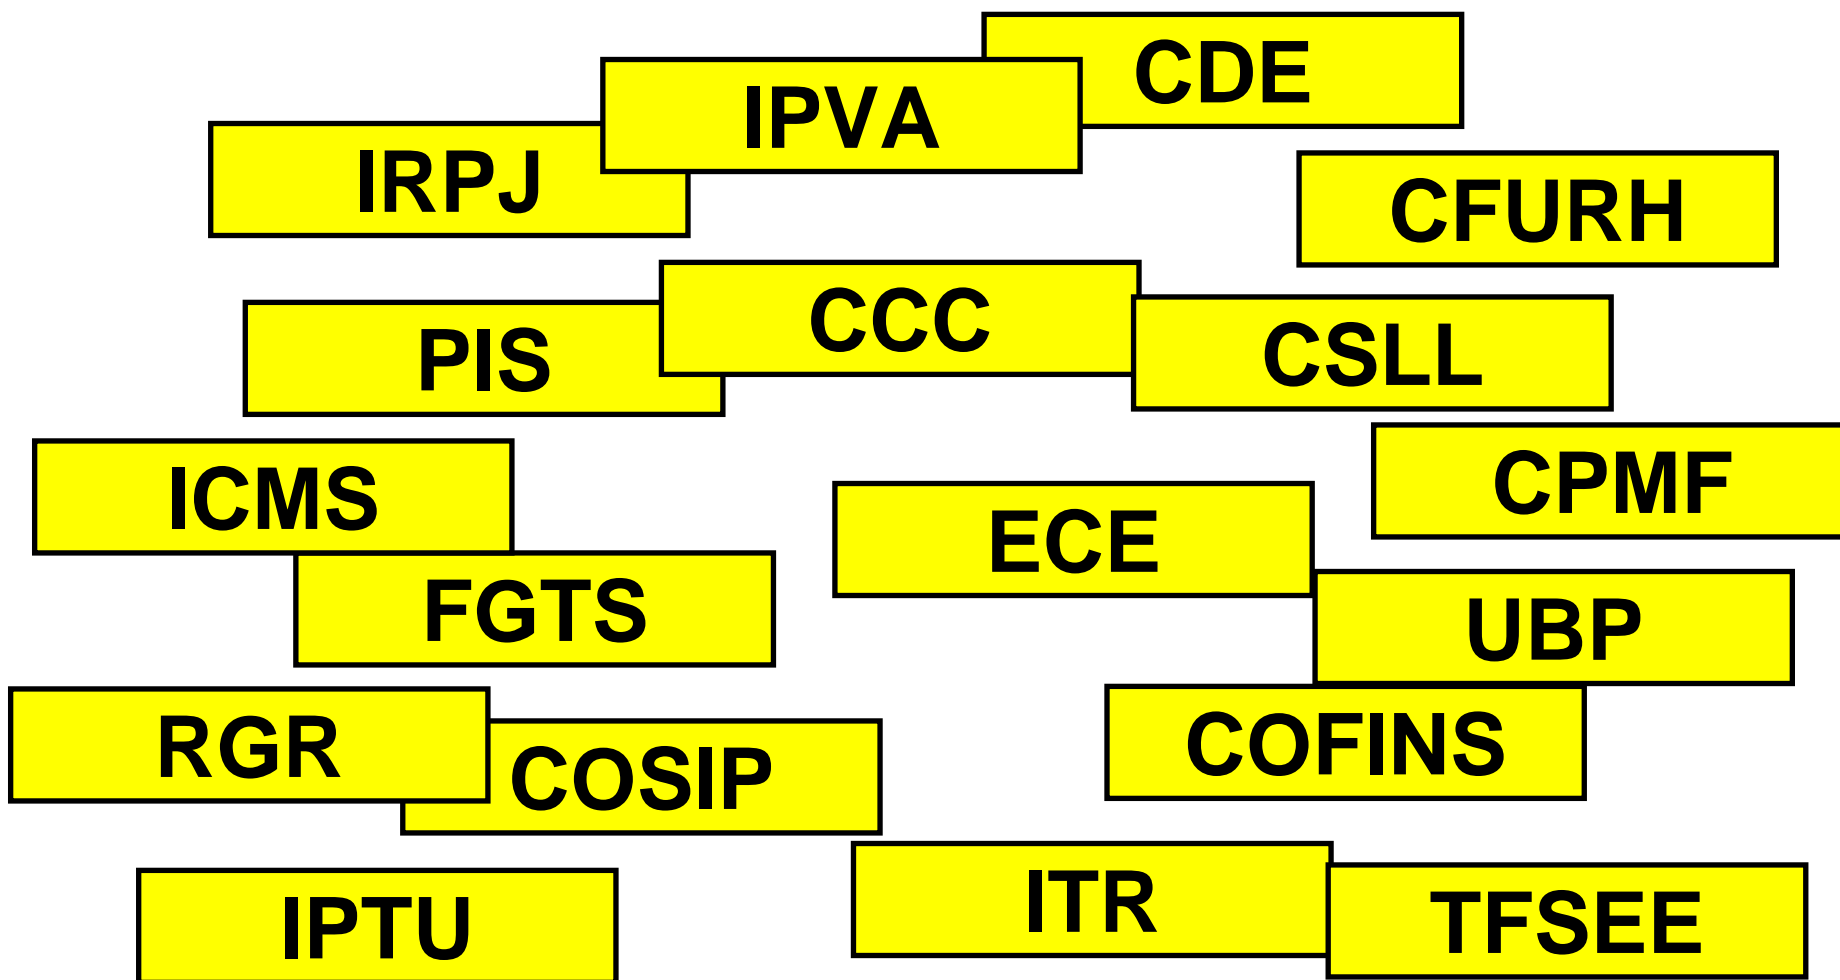 CDE
IPVA
IRPJ
CFURH
CCC
PIS
CSLL
CPMF
ICMS
ECE
FGTS
UBP
RGR
COSIP
COFINS
ITR
TFSEE
IPTU